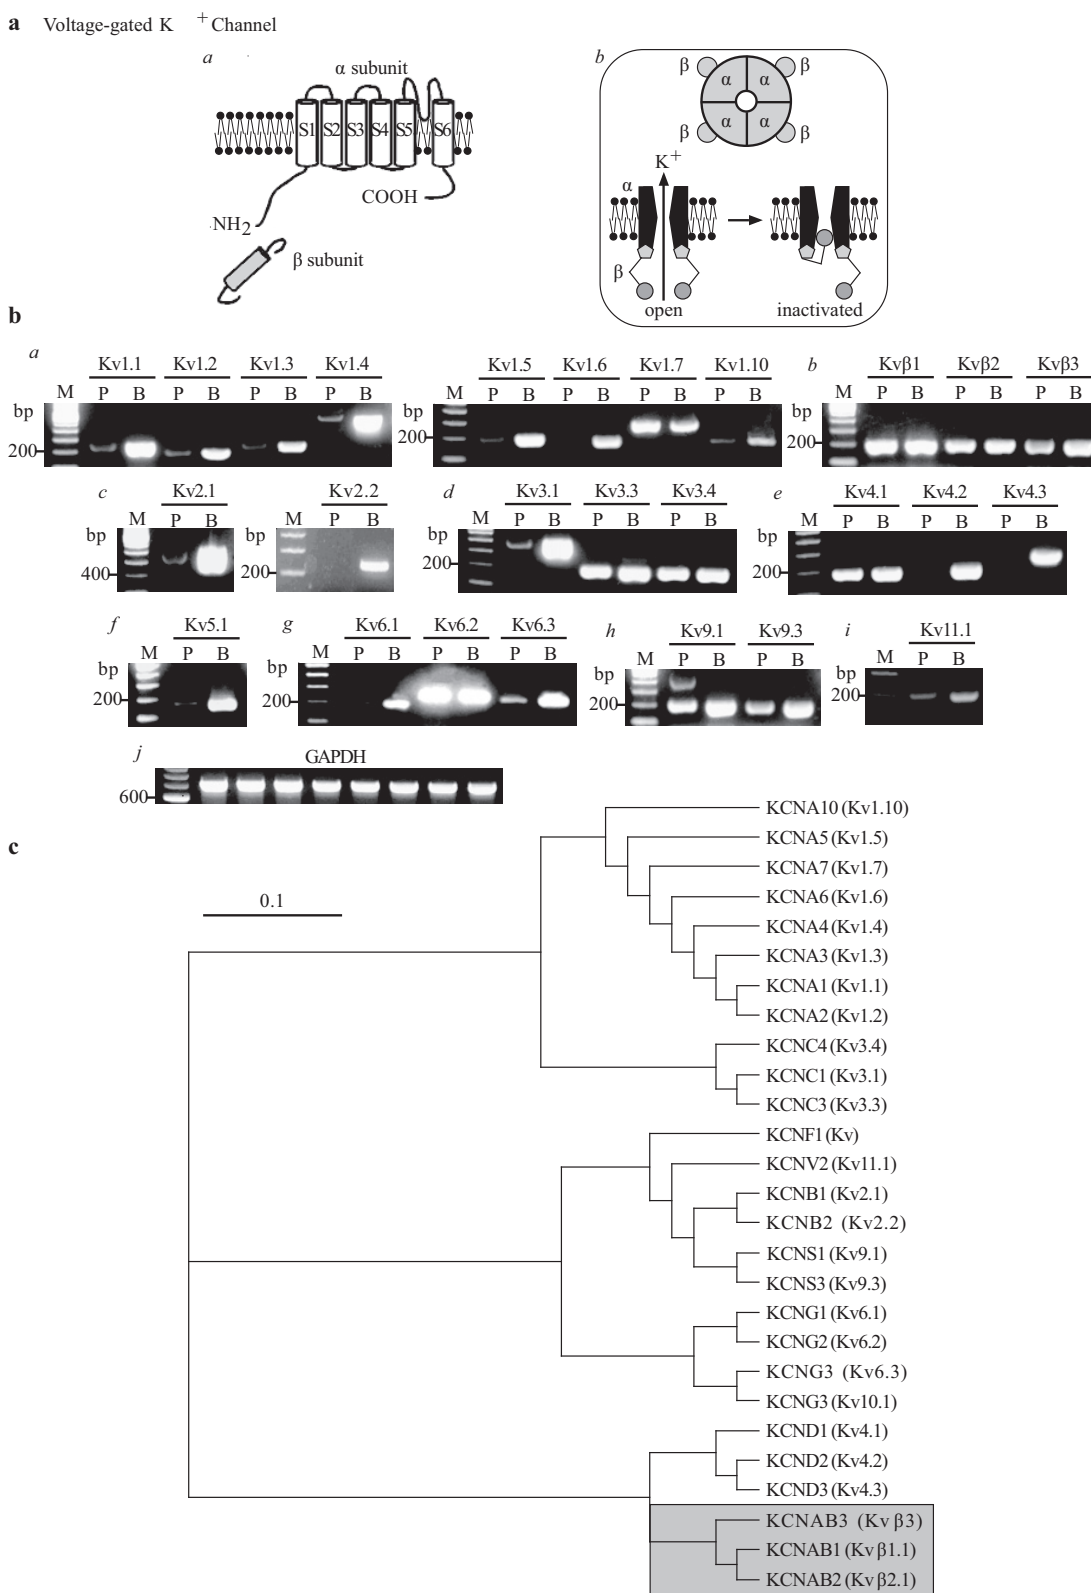 a Voltage-gated K + Channel
a
α subunit
S1 S2 S3 S4 S5 S6
COOH
NH2
β subunit
b
β β
α α
α α
β β
K+
α
β
open inactivated
b
a
Kv1.1 Kv1.2 Kv1.3 Kv1.4
M P B P B P B P B
bp
200
Kv1.5 Kv1.6 Kv1.7 Kv1.10
M P B P B P B P B
bp
200
b
Kvβ1 Kvβ2 Kvβ3
M P B P B P B
bp
200
c
Kv2.1
M P B
bp
400
Kv2.2
M P B
bp
200
d
Kv3.1 Kv3.3 Kv3.4
M P B P B P B
bp
200
e
Kv4.1 Kv4.2 Kv4.3
M P B P B P B
bp
200
f
Kv5.1
M P B
bp
200
g
Kv6.1 Kv6.2 Kv6.3
M P B P B P B
bp
200
h
Kv9.1 Kv9.3
M P B P B
bp
200
i
Kv11.1
M P B
bp
200
j
GAPDH
600
c
0.1
KCNA10 (Kv1.10)
KCNA5 (Kv1.5)
KCNA7 (Kv1.7)
KCNA6 (Kv1.6)
KCNA4 (Kv1.4)
KCNA3 (Kv1.3)
KCNA1 (Kv1.1)
KCNA2 (Kv1.2)
KCNC4 (Kv3.4)
KCNC1 (Kv3.1)
KCNC3 (Kv3.3)
KCNF1 (Kv)
KCNV2 (Kv11.1)
KCNB1 (Kv2.1)
KCNB2 (Kv2.2)
KCNS1 (Kv9.1)
KCNS3 (Kv9.3)
KCNG1 (Kv6.1)
KCNG2 (Kv6.2)
KCNG3 (Kv6.3)
KCNG3 (Kv10.1)
KCND1 (Kv4.1)
KCND2 (Kv4.2)
KCND3 (Kv4.3)
KCNAB3 (Kv β3)
KCNAB1 (Kv β1.1)
KCNAB2 (Kv β2.1)